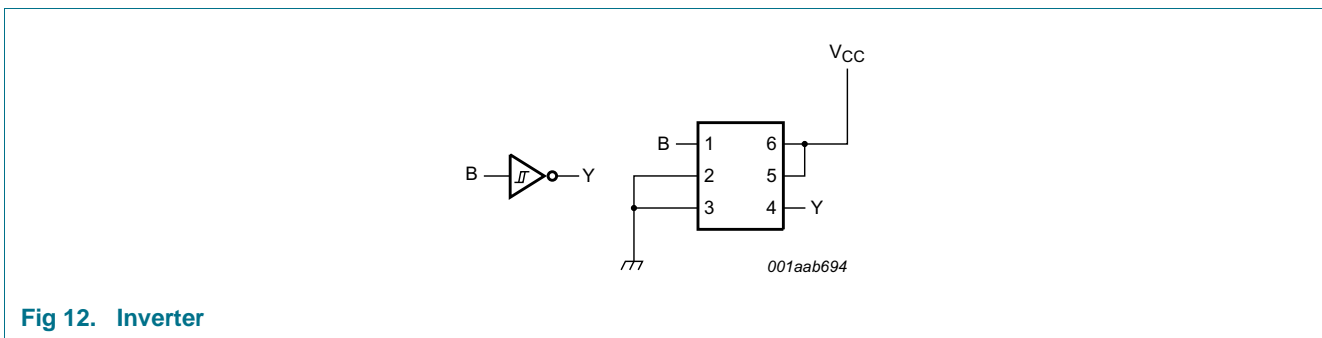 VCC
B 1 6
B Y 2 5
3 4 Y
001aab694
Fig 12. Inverter